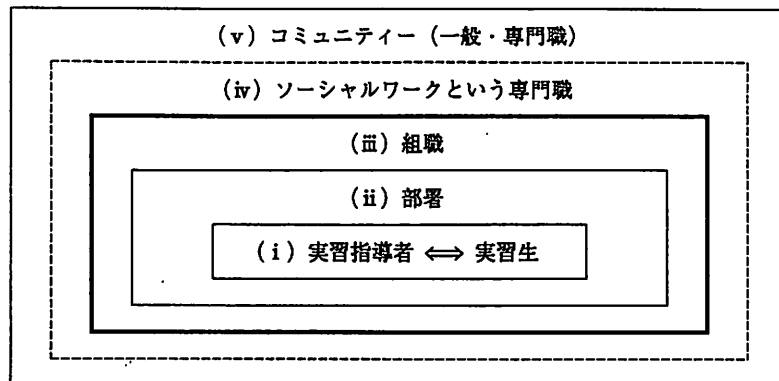 (ⅴ) コミュニティー (一般・専門職)
(ⅳ) ソーシャルワークという専門職
(ⅲ) 組職
(ⅱ) 部署
(ⅰ) 実習指導者 ⟺ 実習生